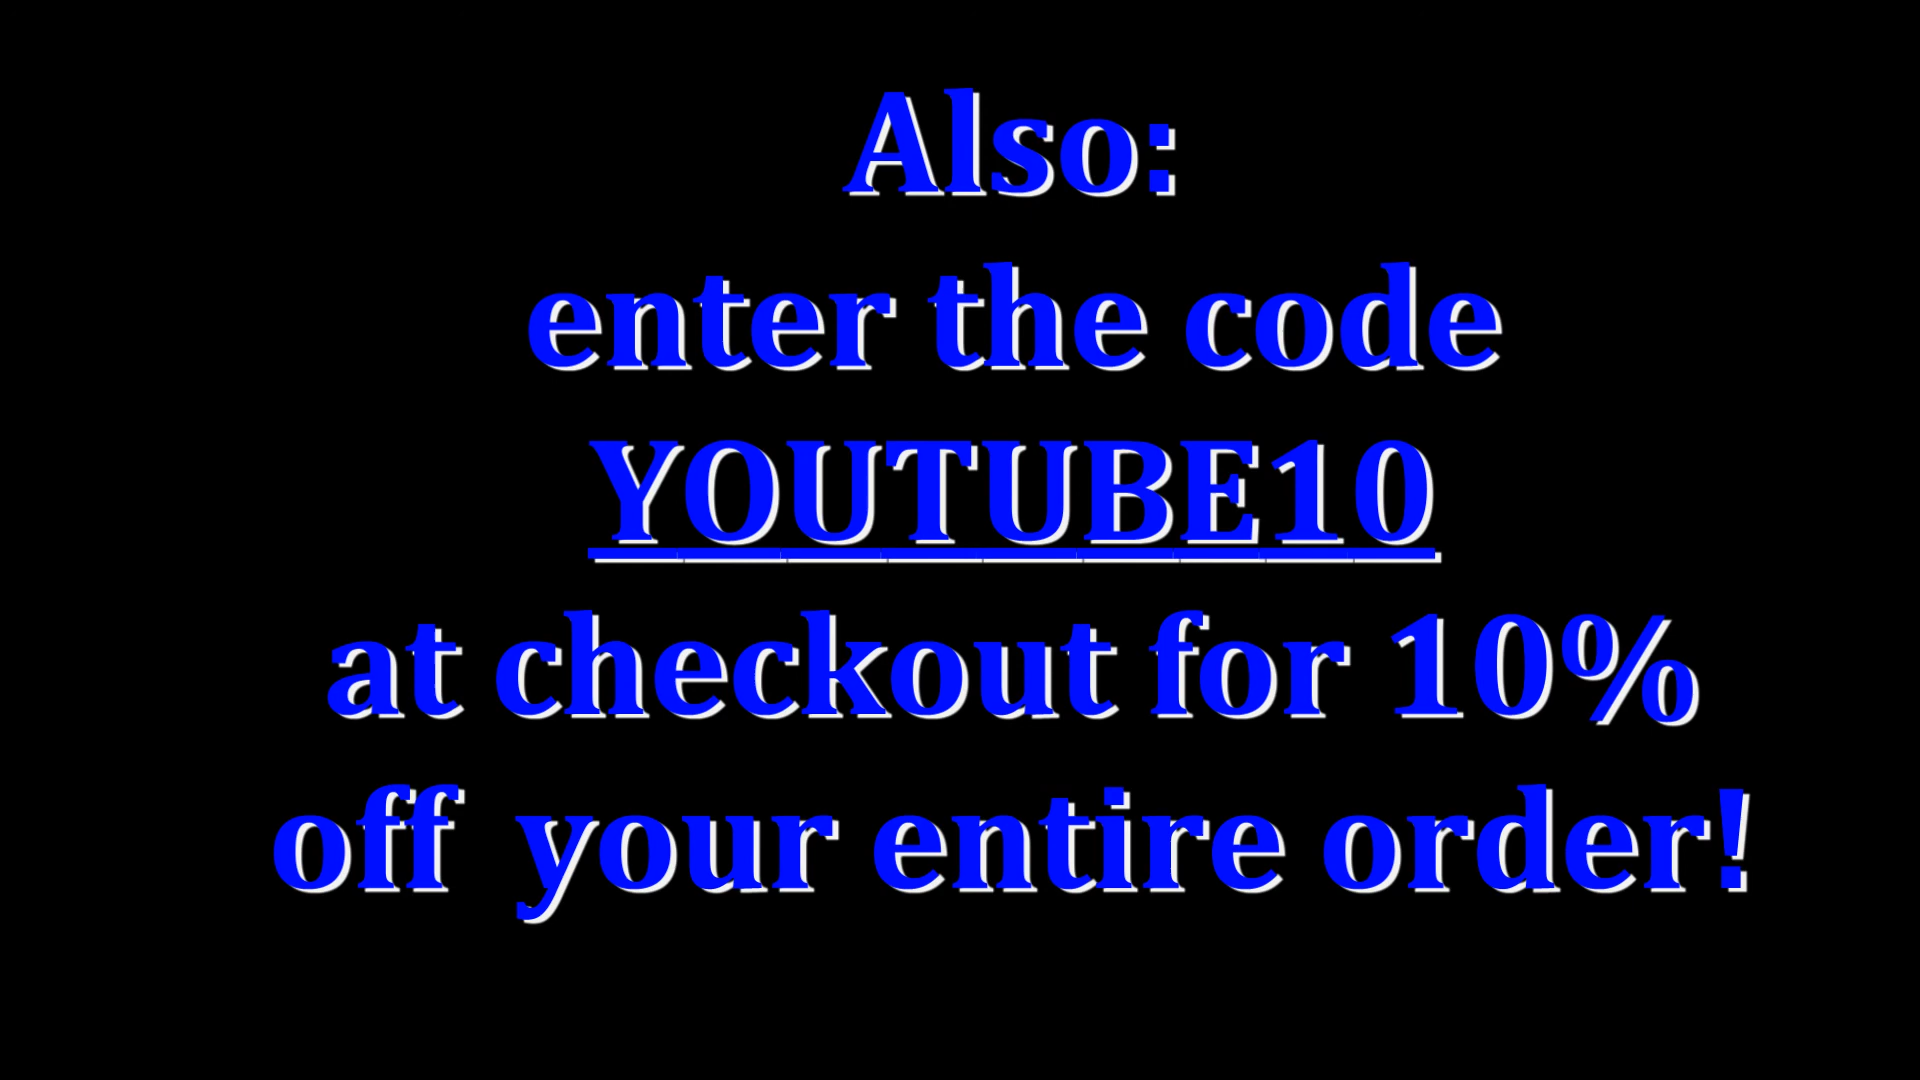 Also:
enter the code
YOUTUBE10
at checkout for 10%
off your entire order!